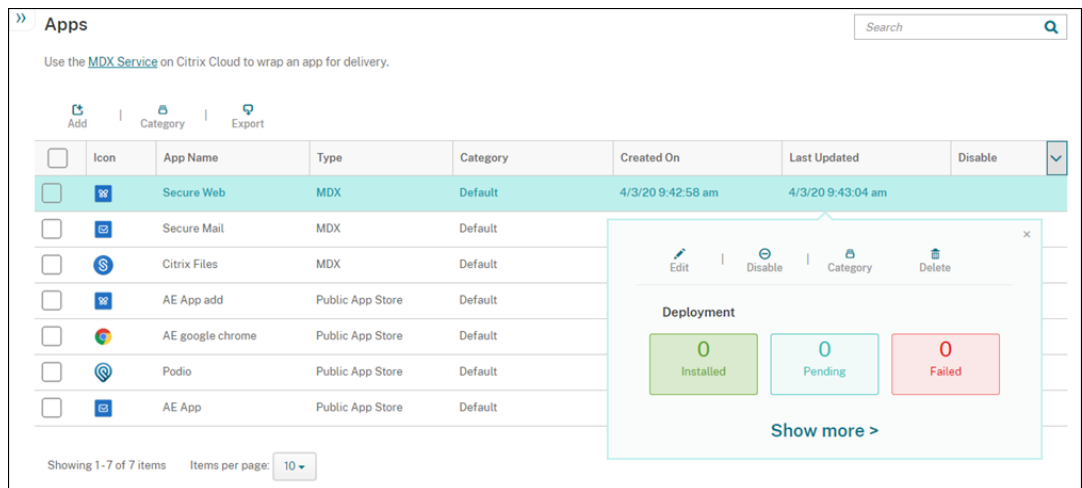 Apps
Search
Use the MDX Service on Citrix Cloud to wrap an app for delivery.
Add | Category | Export
Icon App Name Type Category Created On Last Updated Disable
Secure Web MDX Default 4/3/20 9:42:58 am 4/3/20 9:43:04 am
Secure Mail MDX Default
Citrix Files MDX Default
AE App add Public App Store Default
AE google chrome Public App Store Default
Podio Public App Store Default
AE App Public App Store Default
Edit | Disable | Category Delete
Deployment
0 0 0
Installed Pending Failed
Show more >
Showing 1-7 of 7 items Items per page: 10